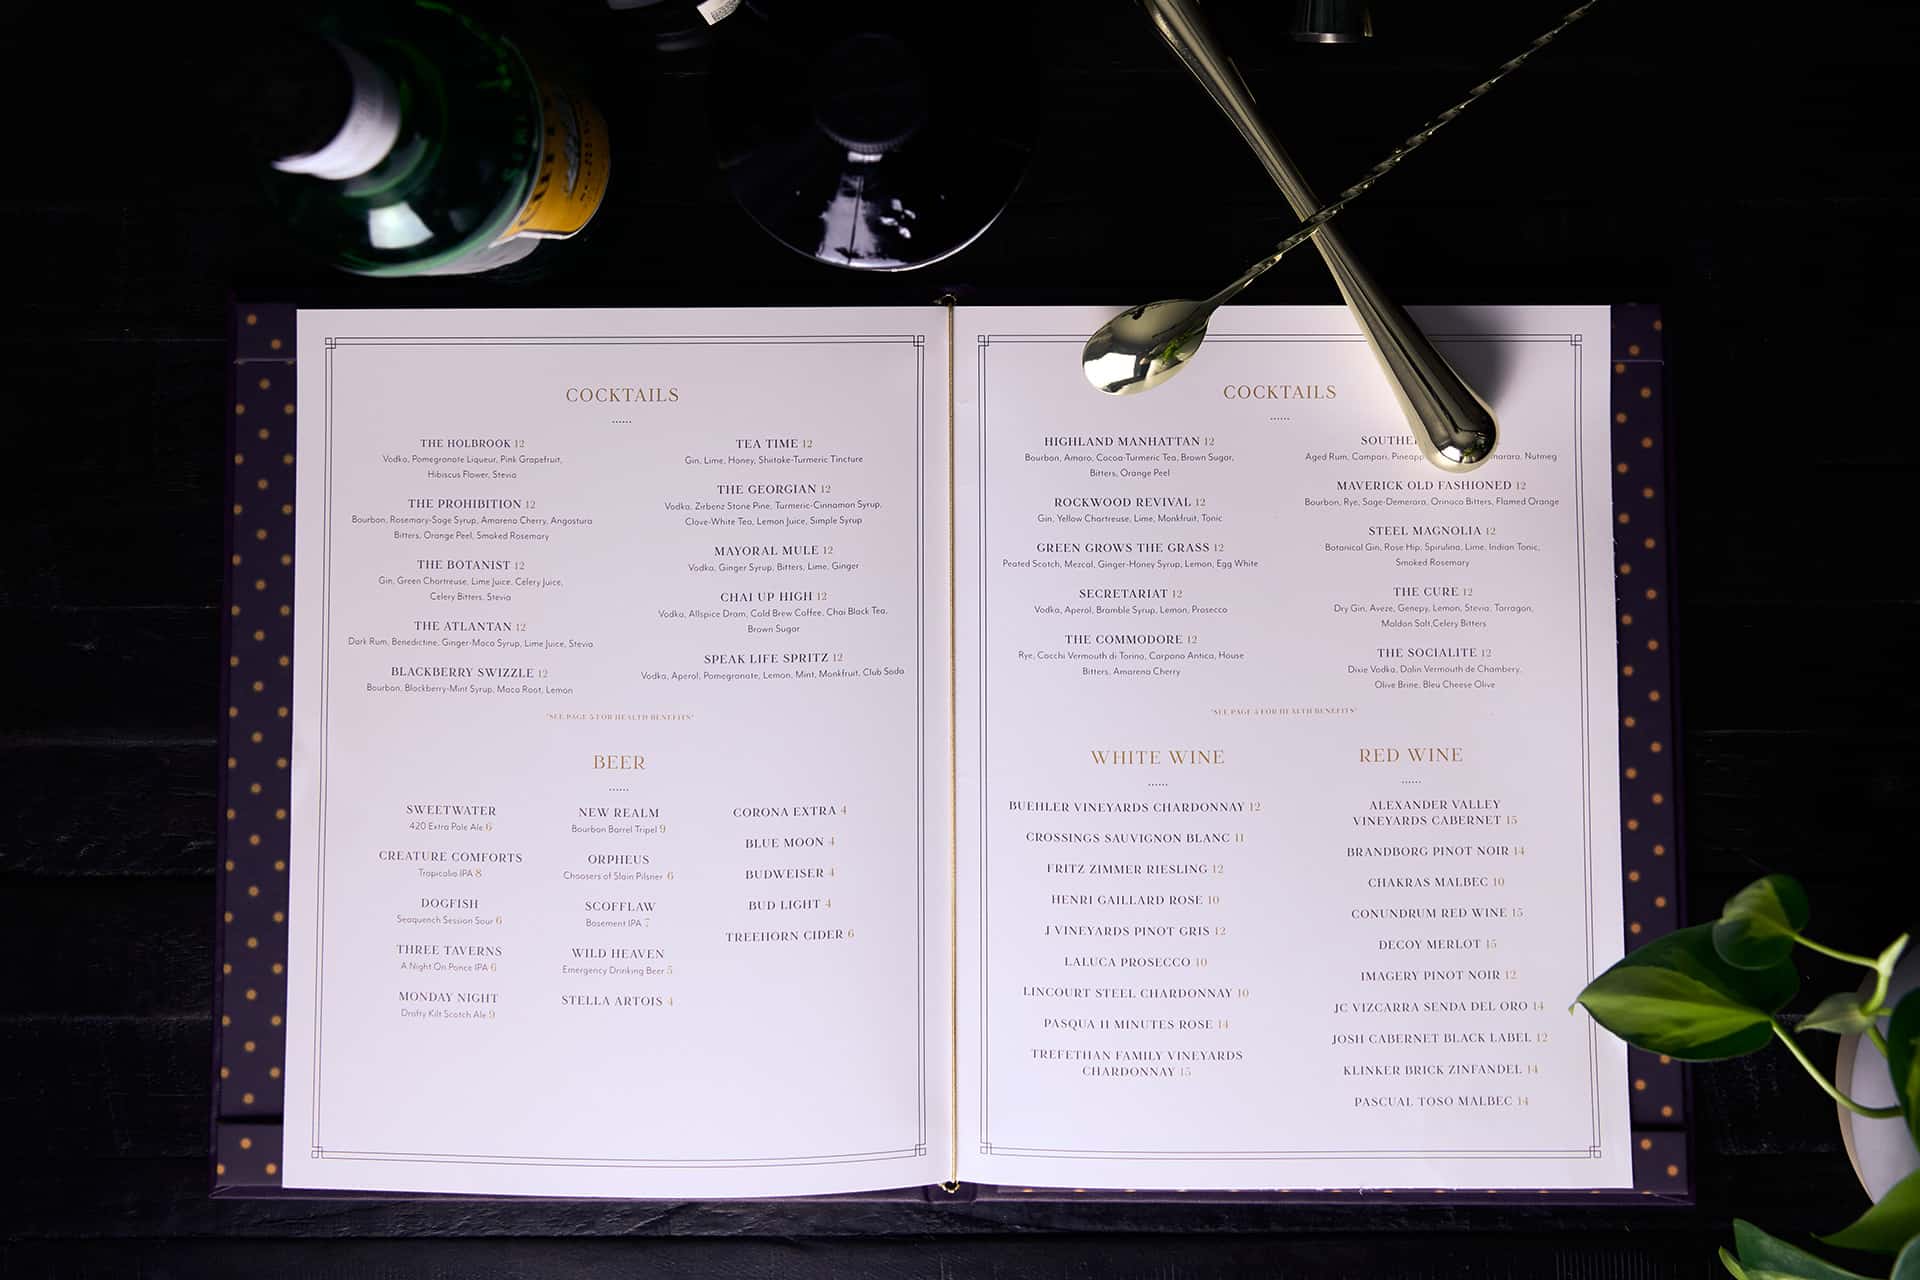 COCKTAILS
THE HOLBROOK 12
Vodka, Pomegranate Liqueur, Pink Grapefruit,
Hibiscus Flower, Stevia
THE PROHIBITION 12
Bourbon, Rosemary-Sage Syrup, Amarena Cherry, Angostura
Bitters, Orange Peel, Smoked Rosemary
THE BOTANIST 12
Gin, Green Chartreuse, Lime Juice, Celery Juice,
Celery Bitters, Stevia
THE ATLANTAN 12
Dark Rum, Benedictine, Ginger-Maca Syrup, Lime Juice, Stevia
BLACKBERRY SWIZZLE 12
Bourbon, Blackberry-Mint Syrup, Maca Root, Lemon
TEA TIME 12
Gin, Lime, Honey, Shiitake-Turmeric Tincture
THE GEORGIAN 12
Vodka, Zirbenz Stone Pine, Turmeric-Cinnamon Syrup,
Clove-White Tea, Lemon Juice, Simple Syrup
MAYORAL MULE 12
Vodka, Ginger Syrup, Bitters, Lime, Ginger
CHAI UP HIGH 12
Vodka, Allspice Dram, Cold Brew Coffee, Chai Black Tea,
Brown Sugar
SPEAK LIFE SPRITZ 12
Vodka, Aperol, Pomegranate, Lemon, Mint, Monkfruit, Club Soda
*SEE PAGE 5 FOR HEALTH BENEFITS*
BEER
SWEETWATER
420 Extra Pale Ale 6
CREATURE COMFORTS
Tropicalia IPA 8
DOGFISH
Seaquench Session Sour 6
THREE TAVERNS
A Night On Ponce IPA 6
MONDAY NIGHT
Drafty Kilt Scotch Ale 9
NEW REALM
Bourbon Barrel Tripel 9
ORPHEUS
Choosers of Slain Pilsner 6
SCOFFLAW
Basement IPA 7
WILD HEAVEN
Emergency Drinking Beer 5
STELLA ARTOIS 4
CORONA EXTRA 4
BLUE MOON 4
BUDWEISER 4
BUD LIGHT 4
TREEHORN CIDER 6
COCKTAILS
HIGHLAND MANHATTAN 12
Bourbon, Amaro, Cocoa-Turmeric Tea, Brown Sugar,
Bitters, Orange Peel
ROCKWOOD REVIVAL 12
Gin, Yellow Chartreuse, Lime, Monkfruit, Tonic
GREEN GROWS THE GRASS 12
Peated Scotch, Mezcal, Ginger-Honey Syrup, Lemon, Egg White
SECRETARIAT 12
Vodka, Aperol, Bramble Syrup, Lemon, Prosecco
THE COMMODORE 12
Rye, Cocchi Vermouth di Torino, Carpano Antica, House
Bitters, Amarena Cherry
Aged Rum, Campari, Nutmeg
MAVERICK OLD FASHIONED 12
Bourbon, Rye, Sage-Demerara, Orinoco Bitters, Flamed Orange
STEEL MAGNOLIA 12
Botanical Gin, Rose Hip, Spirulina, Lime, Indian Tonic,
Smoked Rosemary
THE CURE 12
Dry Gin, Aveze, Genepy, Lemon, Stevia, Tarragon,
Maldon Salt,Celery Bitters
THE SOCIALITE 12
Dixie Vodka, Dolin Vermouth de Chambery,
Olive Brine, Bleu Cheese Olive
*SEE PAGE 5 FOR HEALTH BENEFITS*
WHITE WINE
BUEHLER VINEYARDS CHARDONNAY 12
CROSSINGS SAUVIGNON BLANC 11
FRITZ ZIMMER RIESLING 12
HENRI GAILLARD ROSE 10
J VINEYARDS PINOT GRIS 12
LALUCA PROSECCO 10
LINCOURT STEEL CHARDONNAY 10
PASQUA 11 MINUTES ROSE 14
TREFETHAN FAMILY VINEYARDS
CHARDONNAY 15
RED WINE
ALEXANDER VALLEY
VINEYARDS CABERNET 15
BRANDBORG PINOT NOIR 14
CHAKRAS MALBEC 10
CONUNDRUM RED WINE 15
DECOY MERLOT 15
IMAGERY PINOT NOIR 12
JC VIZCARRA SENDA DEL ORO 14
JOSH CABERNET BLACK LABEL 12
KLINKER BRICK ZINFANDEL 14
PASCUAL TOSO MALBEC 14